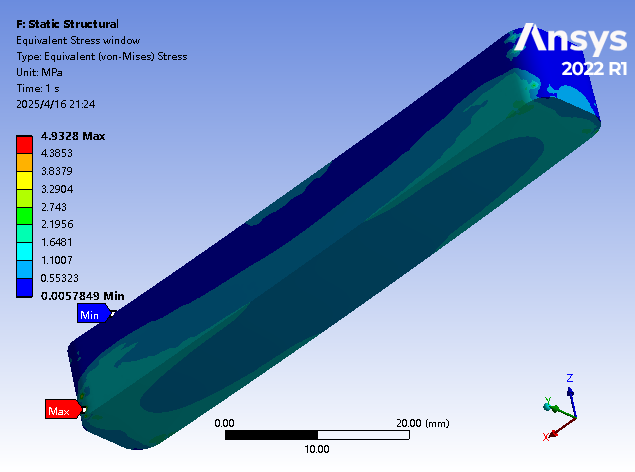 F: Static Structural
Equivalent Stress window
Type: Equivalent (von-Mises) Stress
Unit: MPa
Time: 1 s
2025/4/16 21:24
Ansys
2022 R1
4.9328 Max
4.3853
3.8379
3.2904
2.743
2.1956
1.6481
1.1007
0.55323
0.0057849 Min
Min
Max
0.00
20.00 (mm)
10.00
Z
Y
X